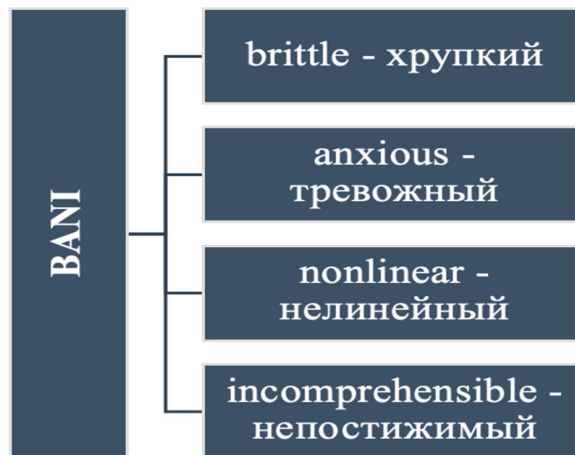 BANI
brittle - хрупкий
anxious -
тревожный
nonlinear -
нелинейный
incomprehensible -
непостижимый